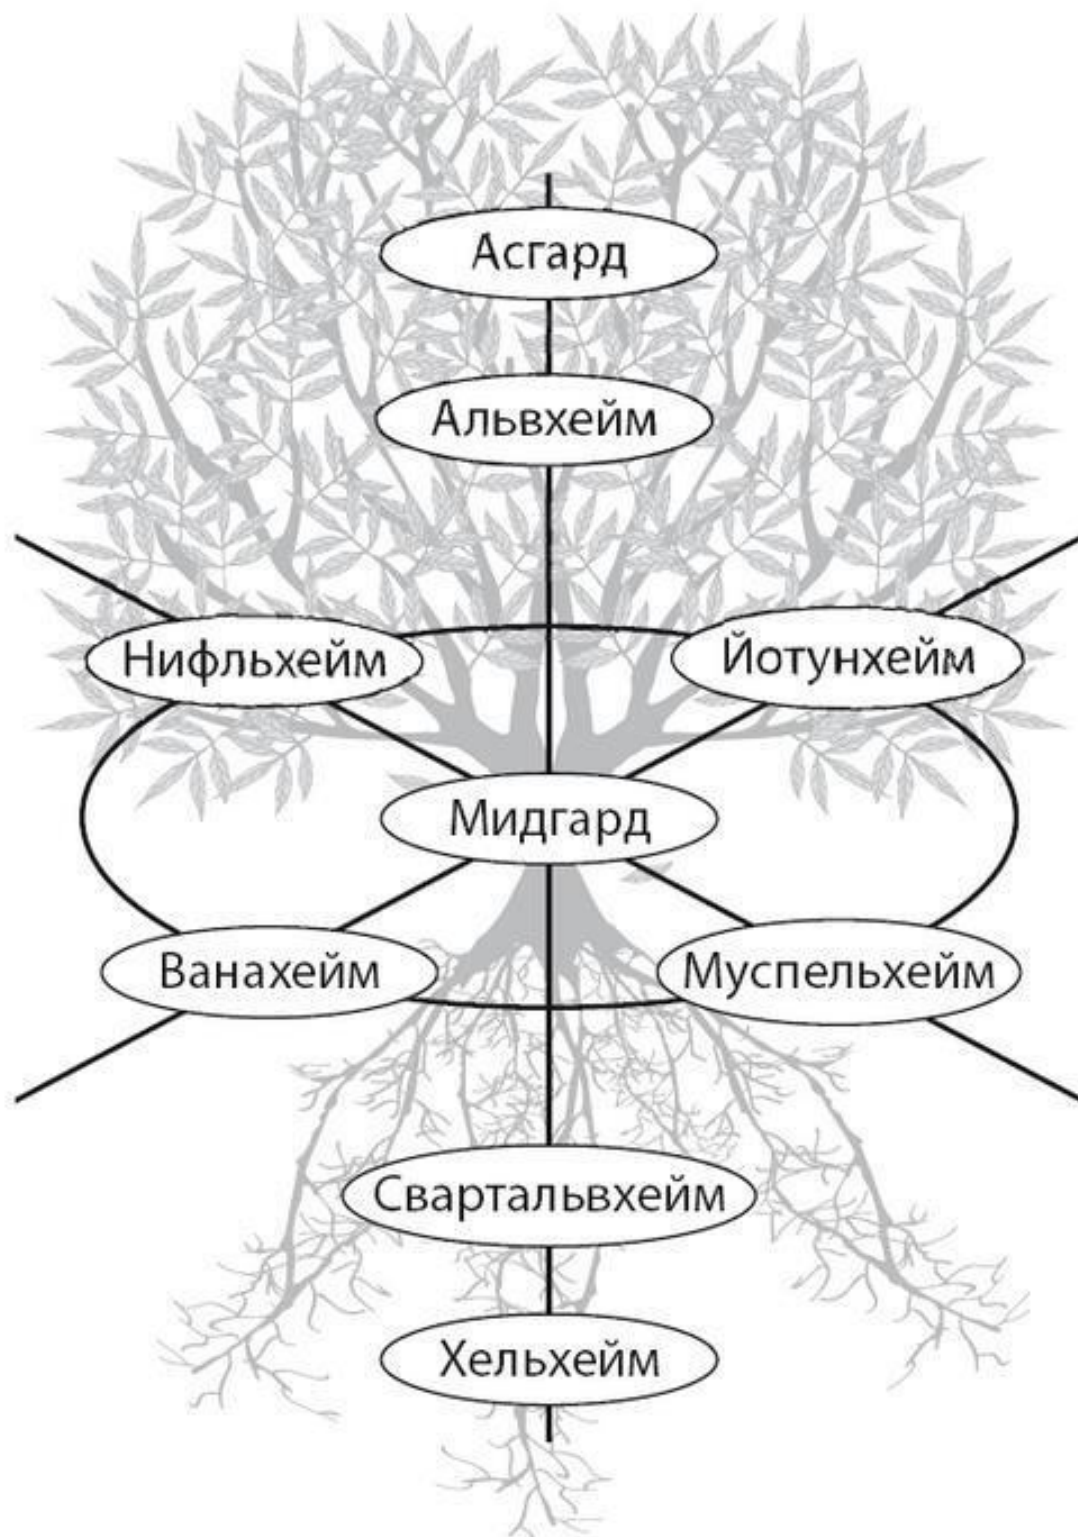 Асгард
Альвхейм
Нифльхейм
Йотунхейм
Мидгард
Ванахейм
Муспельхейм
Свартальвхейм
Хельхейм